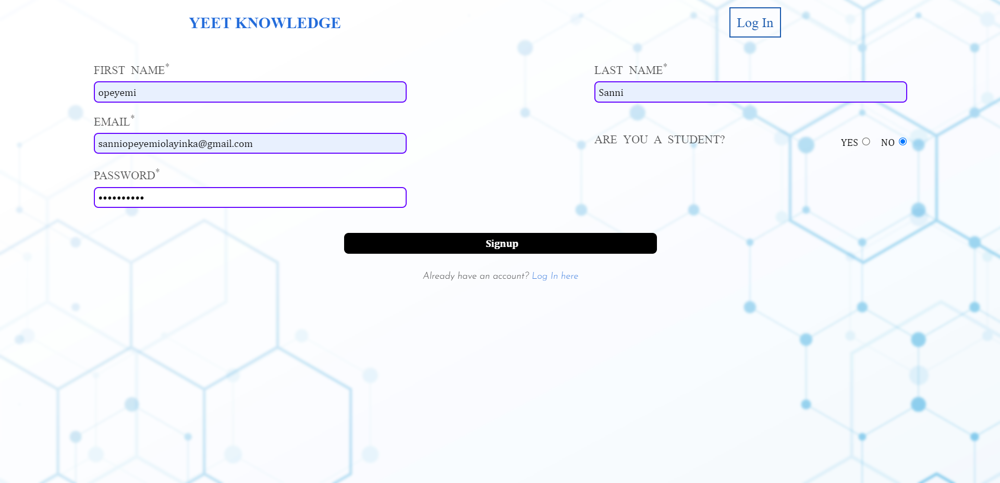 YEET KNOWLEDGE
Log In
FIRST NAME*
LAST NAME*
opeyemi
Sanni
EMAIL*
sanniopeyemiolayinka@gmail.com
ARE YOU A STUDENT?
YES NO
PASSWORD*
••••••••••
Signup
Already have an account? Log In here